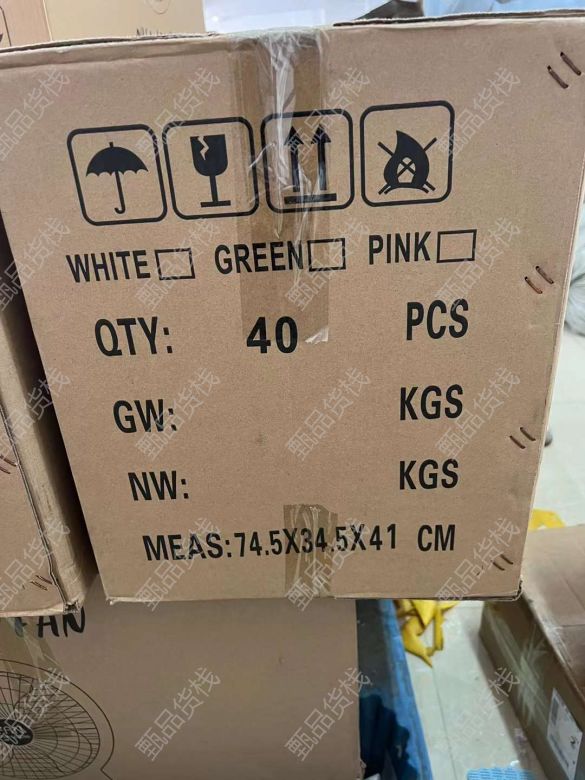 WHITE□ GREEN□ PINK□
QTY: 40 PCS
GW: KGS
NW: KGS
MEAS:74.5X34.5X41 CM
FAN
甄品货栈